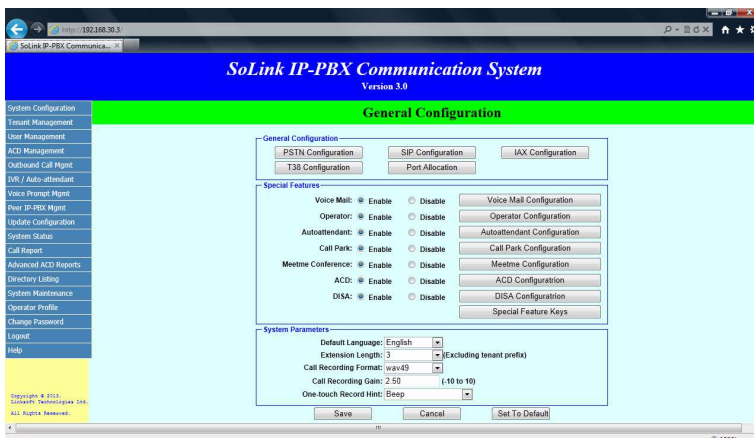 http://192.168.30.3/
SoLink IP-PBX Communica...
SoLink IP-PBX Communication System
Version 3.0
General Configuration
System Configuration
Tenant Management
User Management
ACD Management
Outbound Call Mgmt
IVR / Auto-attendant
Voice Prompt Mgmt
Peer IP-PBX Mgmt
Update Configuration
System Status
Call Report
Advanced ACD Reports
Directory Listing
System Maintenance
Operator Profile
Change Password
Logout
Help
Copyright © 2013.
Linksoft Technologies Ltd.
All Rights Reserved.
General Configuration
PSTN Configuration SIP Configuration IAX Configuration
T38 Configuration Port Allocation
Special Features
Voice Mail: Enable Disable Voice Mail Configuration
Operator: Enable Disable Operator Configuration
Autoattendant: Enable Disable Autoattendant Configuration
Call Park: Enable Disable Call Park Configuration
Meetme Conference: Enable Disable Meetme Configuration
ACD: Enable Disable ACD Configuratrion
DISA: Enable Disable DISA Configuratrion
Special Feature Keys
System Parameters
Default Language: English
Extension Length: 3 (Excluding tenant prefix)
Call Recording Format: wav49
Call Recording Gain: 2.50 (-10 to 10)
One-touch Record Hint: Beep
Save Cancel Set To Default